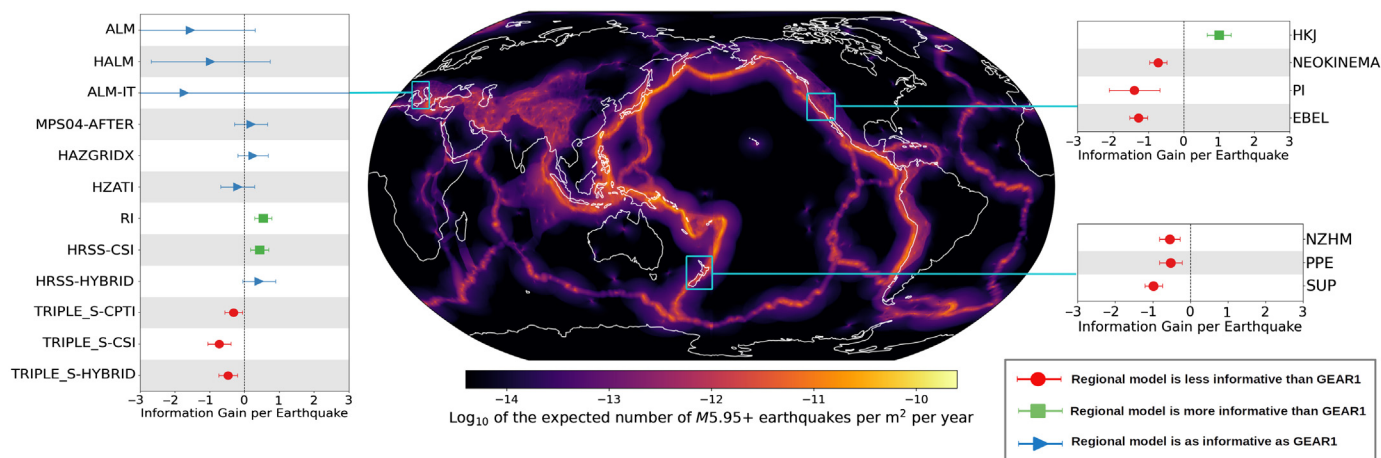 ALM
HALM
ALM-IT
MPS04-AFTER
HAZGRIDX
HZATI
RI
HRSS-CSI
HRSS-HYBRID
TRIPLE_S-CPTI
TRIPLE_S-CSI
TRIPLE_S-HYBRID
−3 −2 −1 0 1 2 3
Information Gain per Earthquake
−14 −13 −12 −11 −10
Log₁₀ of the expected number of M5.95+ earthquakes per m² per year
HKJ
NEOKINEMA
PI
EBEL
−3 −2 −1 0 1 2 3
Information Gain per Earthquake
NZHM
PPE
SUP
−3 −2 −1 0 1 2 3
Information Gain per Earthquake
Regional model is less informative than GEAR1
Regional model is more informative than GEAR1
Regional model is as informative as GEAR1